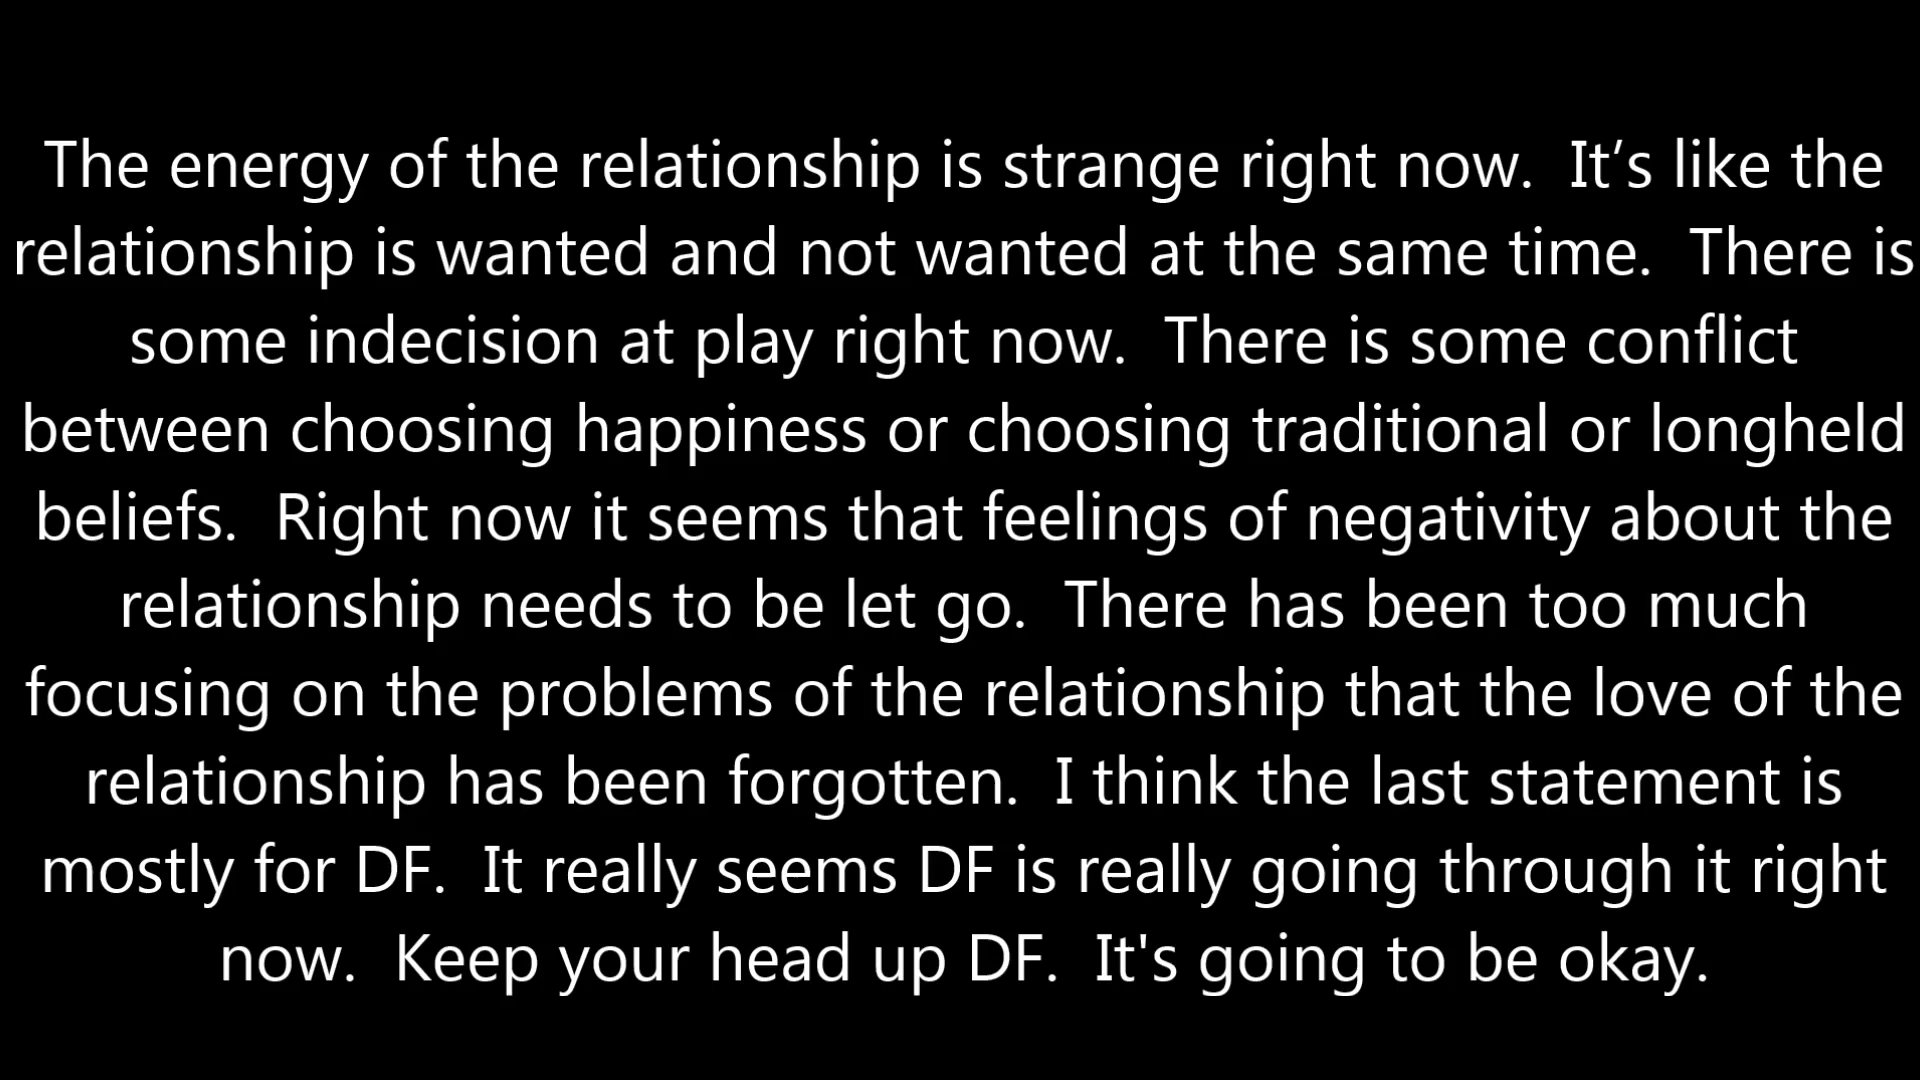 The energy of the relationship is strange right now.  It’s like the
relationship is wanted and not wanted at the same time.  There is
some indecision at play right now.  There is some conflict
between choosing happiness or choosing traditional or longheld
beliefs.  Right now it seems that feelings of negativity about the
relationship needs to be let go.  There has been too much
focusing on the problems of the relationship that the love of the
relationship has been forgotten.  I think the last statement is
mostly for DF.  It really seems DF is really going through it right
now.  Keep your head up DF.  It's going to be okay.